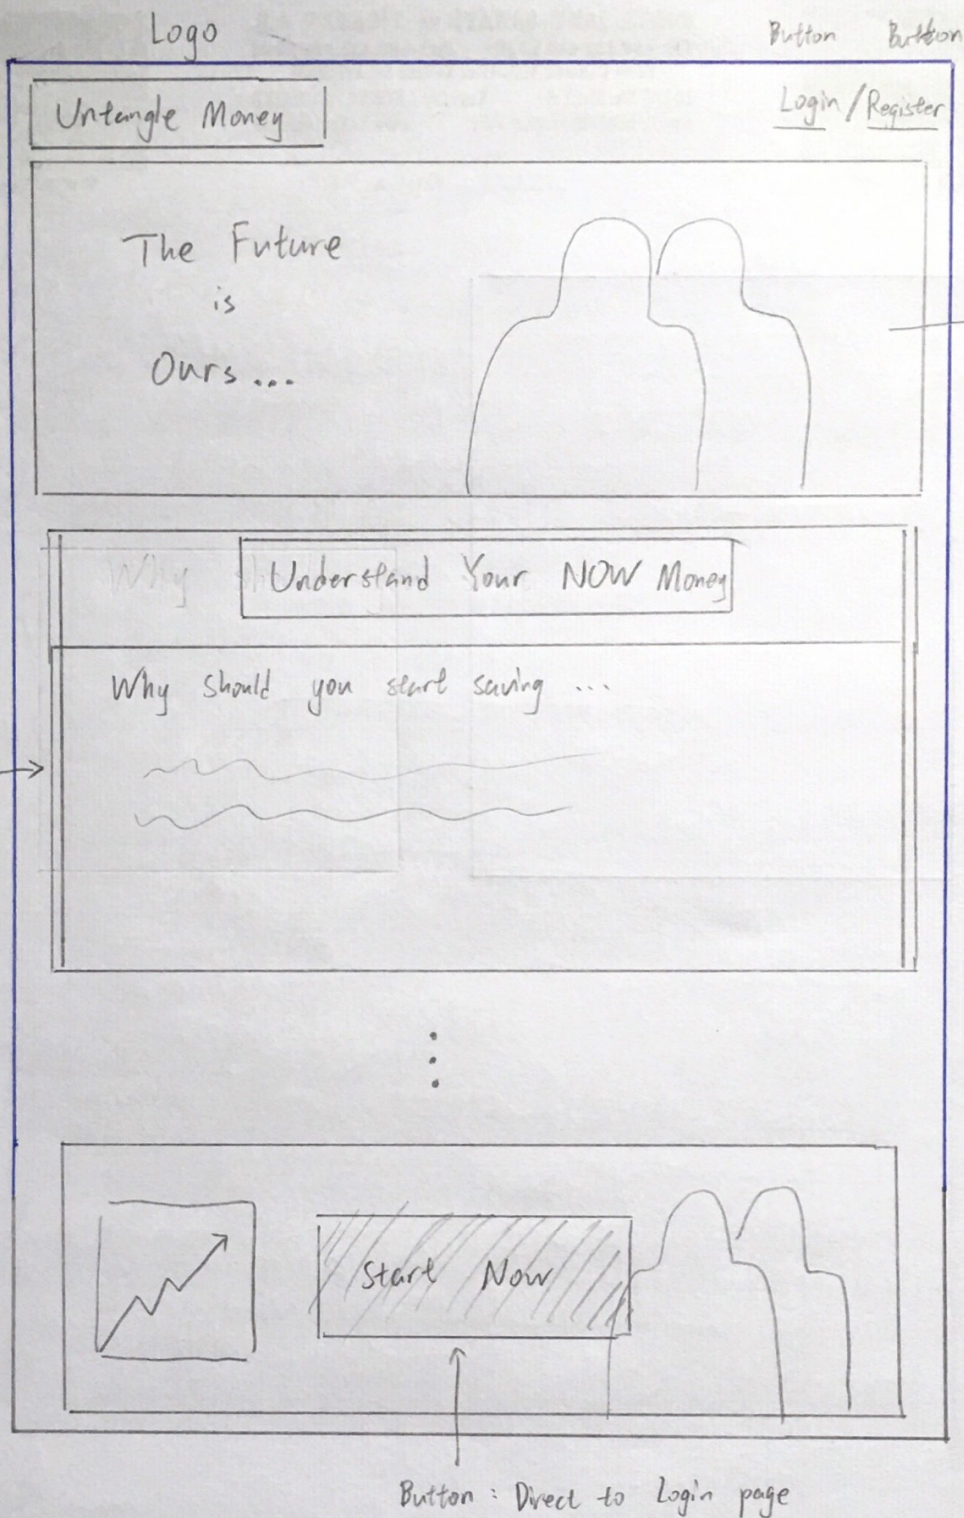 Logo
Button Button
Untangle Money
Login / Register
The Future
is
Ours...
Understand Your NOW Money
Why should you start saving ...
Start Now
Button : Direct to Login page